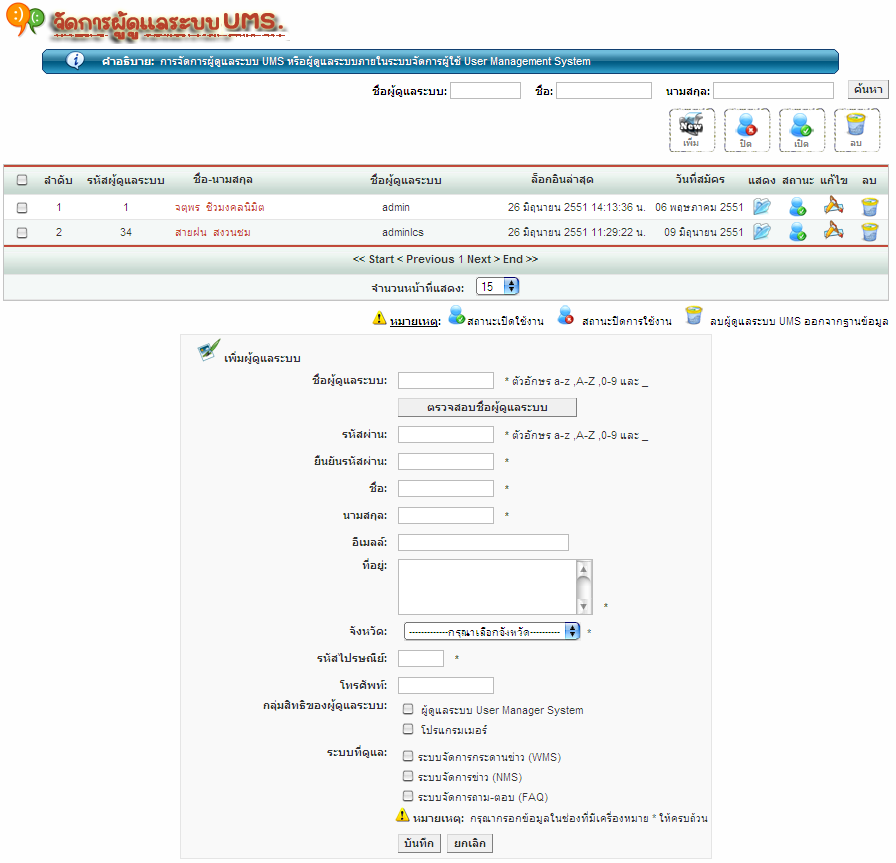 จัดการผู้ดูแลระบบ UMS.
คำอธิบาย: การจัดการผู้ดูแลระบบ UMS หรือผู้ดูแลระบบภายในระบบจัดการผู้ใช้ User Management System
ชื่อผู้ดูแลระบบ: ชื่อ: นามสกุล: ค้นหา
New
เพิ่ม ปิด เปิด ลบ
ลำดับ รหัสผู้ดูแลระบบ ชื่อ-นามสกุล ชื่อผู้ดูแลระบบ ล็อกอินล่าสุด วันที่สมัคร แสดง สถานะ แก้ไข ลบ
1 1 จตุพร ชิวมงคลนิมิต admin 26 มิถุนายน 2551 14:13:36 น. 06 พฤษภาคม 2551
2 34 สายฝน สงวนชม adminlcs 26 มิถุนายน 2551 11:29:22 น. 09 มิถุนายน 2551
<< Start < Previous 1 Next > End >>
จำนวนหน้าที่แสดง: 15
หมายเหตุ: สถานะเปิดใช้งาน สถานะปิดการใช้งาน ลบผู้ดูแลระบบ UMS ออกจากฐานข้อมูล
เพิ่มผู้ดูแลระบบ
ชื่อผู้ดูแลระบบ: * ตัวอักษร a-z ,A-Z ,0-9 และ _
ตรวจสอบชื่อผู้ดูแลระบบ
รหัสผ่าน: * ตัวอักษร a-z ,A-Z ,0-9 และ _
ยืนยันรหัสผ่าน: *
ชื่อ: *
นามสกุล: *
อีเมลล์:
ที่อยู่: *
จังหวัด: ------------กรุณาเลือกจังหวัด---------- *
รหัสไปรษณีย์: *
โทรศัพท์:
กลุ่มสิทธิของผู้ดูแลระบบ: ผู้ดูแลระบบ User Manager System
โปรแกรมเมอร์
ระบบที่ดูแล: ระบบจัดการกระดานข่าว (WMS)
ระบบจัดการข่าว (NMS)
ระบบจัดการถาม-ตอบ (FAQ)
หมายเหตุ: กรุณากรอกข้อมูลในช่องที่มีเครื่องหมาย * ให้ครบถ้วน
บันทึก ยกเลิก